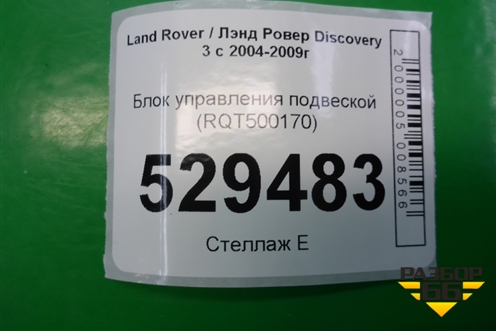 Land Rover / Лэнд Ровер Discovery
3 с 2004-2009г
Блок управления подвеской
(RQT500170)
529483
Стеллаж Е
2000005008566
РАЗБОР
66